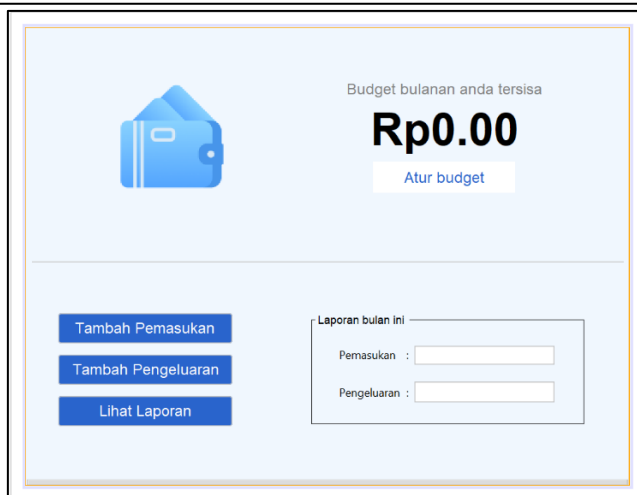 Budget bulanan anda tersisa
Rp0.00
Atur budget
Tambah Pemasukan
Tambah Pengeluaran
Lihat Laporan
Laporan bulan ini
Pemasukan :
Pengeluaran :